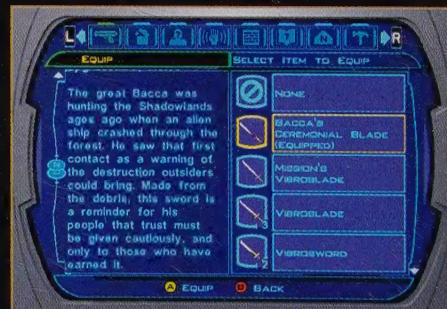 L
R
Equip
Select Item to Equip
The great Bacca was
hunting the Shadowlands
ages ago when an alien
ship crashed through the
forest. He saw that first
contact as a warning of
the destruction outsiders
could bring. Made from
the debris, this sword is
a reminder for his
people that trust must
be given cautiously, and
only to those who have
earned it.
None
Bacca's
Ceremonial Blade
(Equipped)
Mission's
Vibroblade
Vibroblade
3
Vibrosword
2
A Equip
B Back